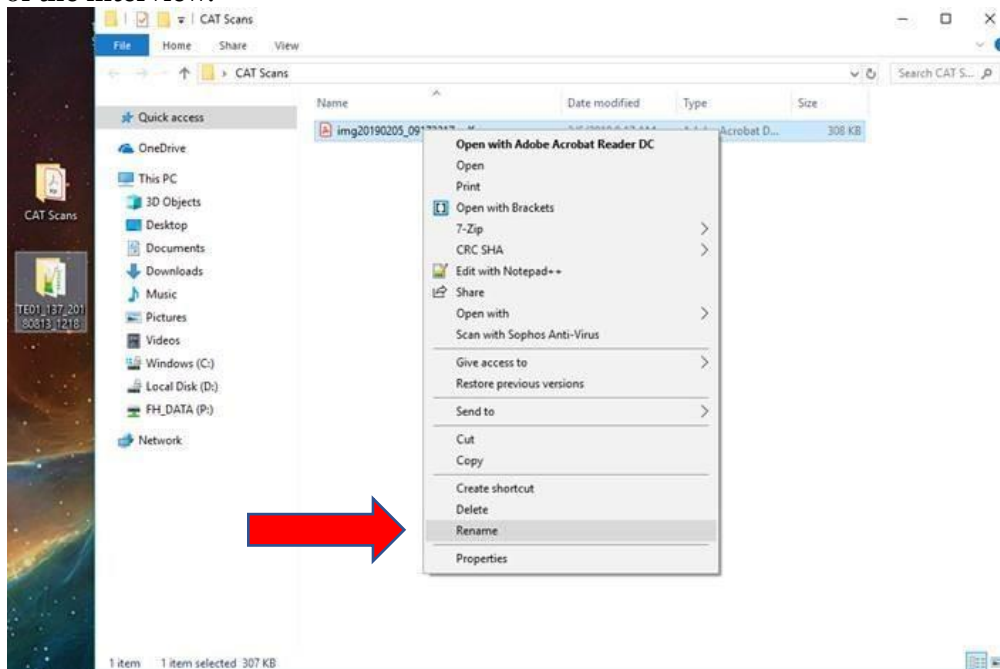 CAT Scans
File Home Share View
CAT Scans
Search CAT S...
Name Date modified Type Size
img20190205_09173217
Acrobat D... 308 KB
Quick access
OneDrive
This PC
3D Objects
Desktop
Documents
Downloads
Music
Pictures
Videos
Windows (C:)
Local Disk (D:)
FH_DATA (P:)
Network
CAT Scans
TE01_137_201
80813_1218
Open with Adobe Acrobat Reader DC
Open
Print
Open with Brackets
7-Zip
CRC SHA
Edit with Notepad++
Share
Open with
Scan with Sophos Anti-Virus
Give access to
Restore previous versions
Send to
Cut
Copy
Create shortcut
Delete
Rename
Properties
1 item 1 item selected 307 KB